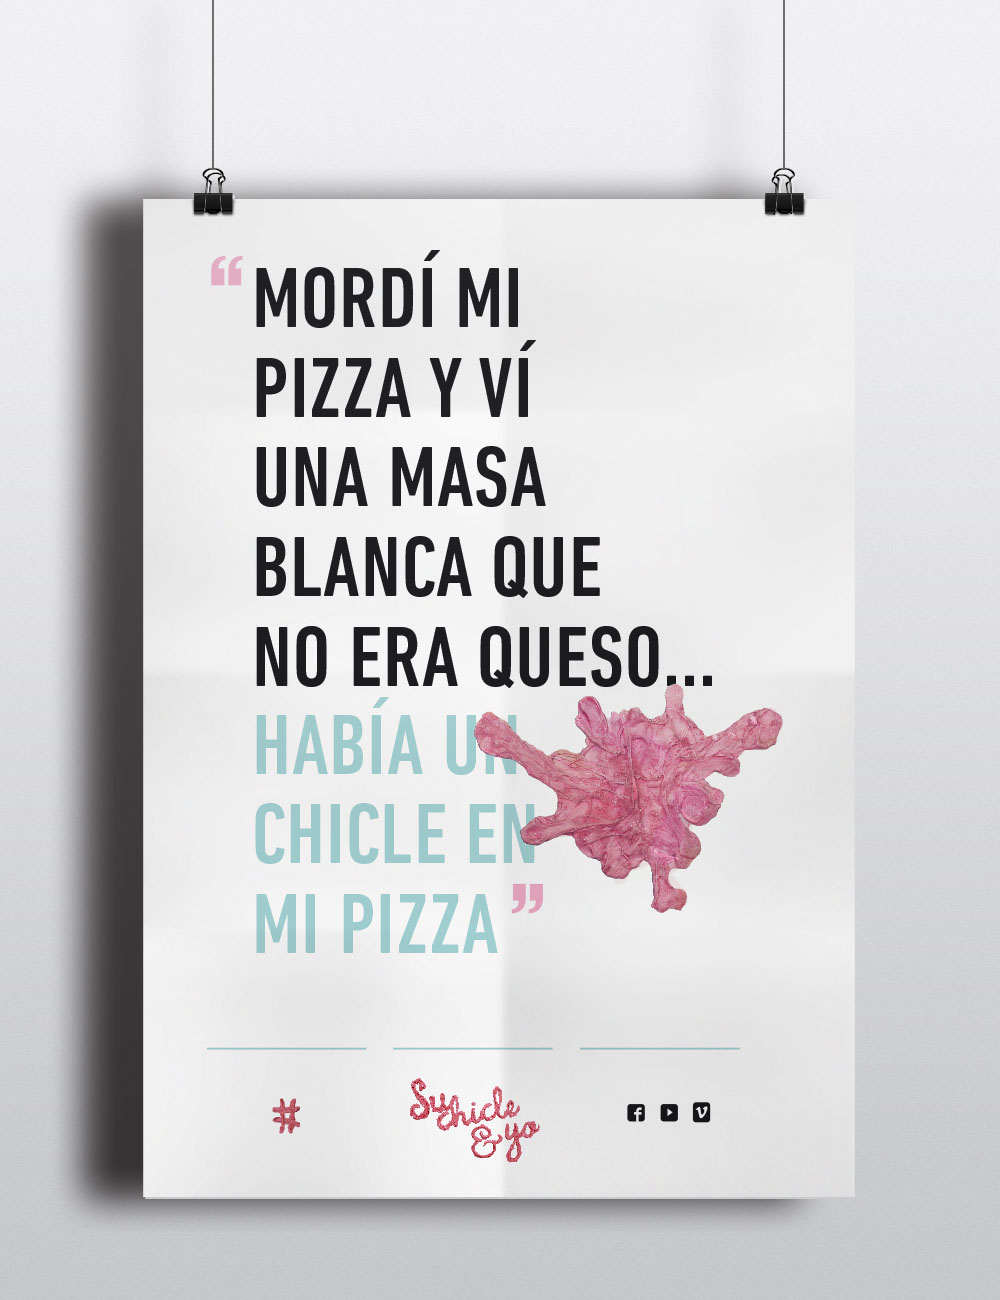 “MORDÍ MI
PIZZA Y VÍ
UNA MASA
BLANCA QUE
NO ERA QUESO...
HABÍA UN
CHICLE EN
MI PIZZA”
#
Su chicle
& yo